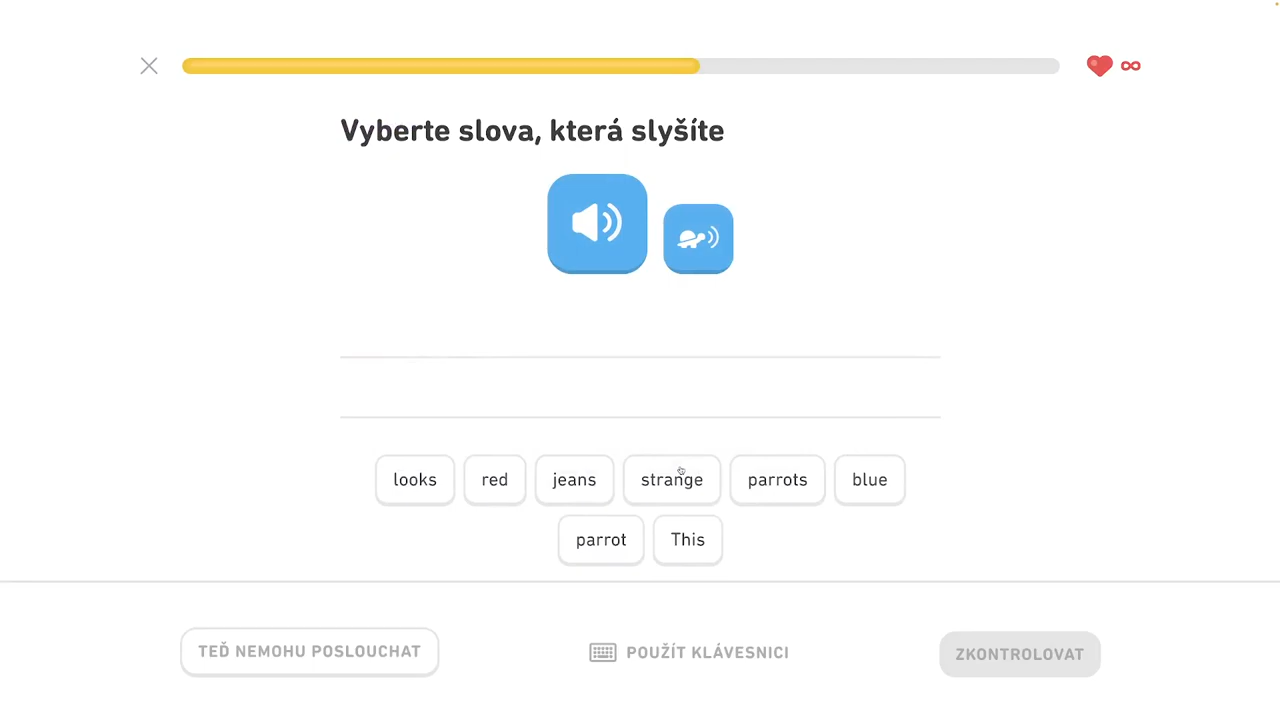 Vyberte slova, která slyšíte
looks red jeans strange parrots blue
parrot This
TEĎ NEMOHU POSLOUCHAT POUŽÍT KLÁVESNICI ZKONTROLOVAT